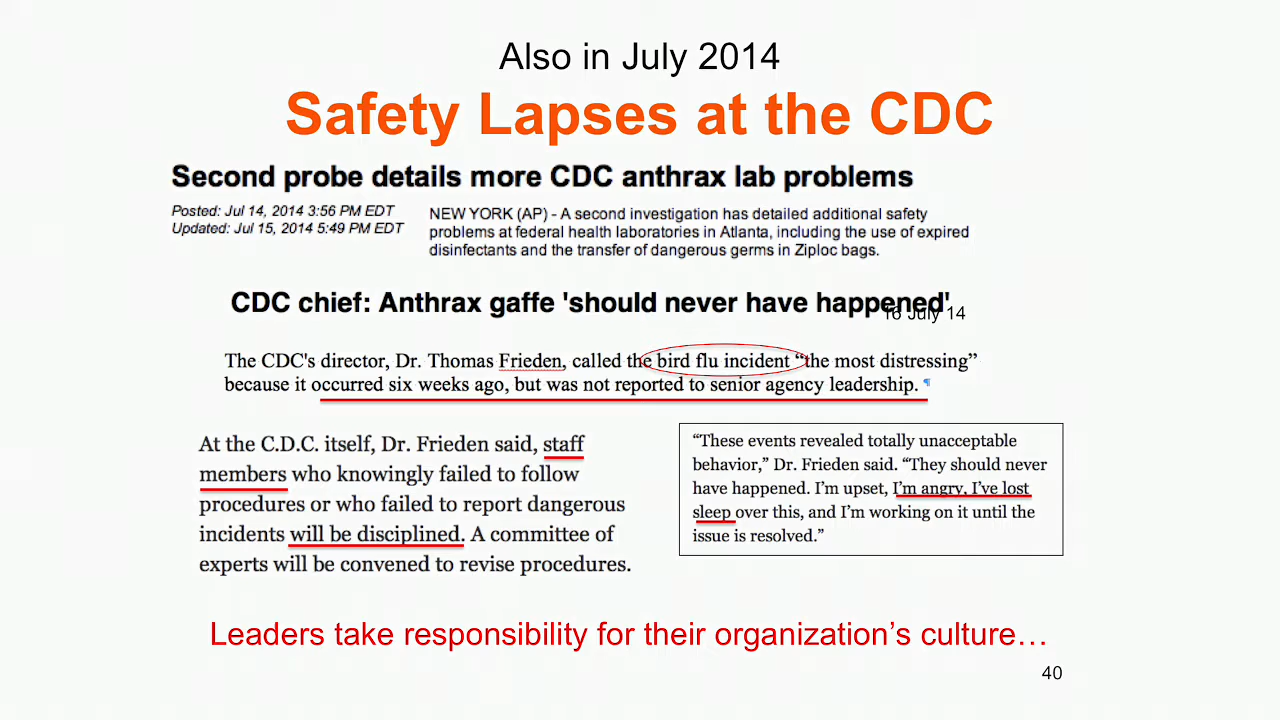 Also in July 2014
Safety Lapses at the CDC
Second probe details more CDC anthrax lab problems
Posted: Jul 14, 2014 3:56 PM EDT
Updated: Jul 15, 2014 5:49 PM EDT
NEW YORK (AP) - A second investigation has detailed additional safety
problems at federal health laboratories in Atlanta, including the use of expired
disinfectants and the transfer of dangerous germs in Ziploc bags.
CDC chief: Anthrax gaffe 'should never have happened'
16 July 14
The CDC's director, Dr. Thomas Frieden, called the bird flu incident “the most distressing”
because it occurred six weeks ago, but was not reported to senior agency leadership. ¶
At the C.D.C. itself, Dr. Frieden said, staff
members who knowingly failed to follow
procedures or who failed to report dangerous
incidents will be disciplined. A committee of
experts will be convened to revise procedures.
“These events revealed totally unacceptable
behavior,” Dr. Frieden said. “They should never
have happened. I’m upset, I’m angry, I’ve lost
sleep over this, and I’m working on it until the
issue is resolved.”
Leaders take responsibility for their organization’s culture…
40